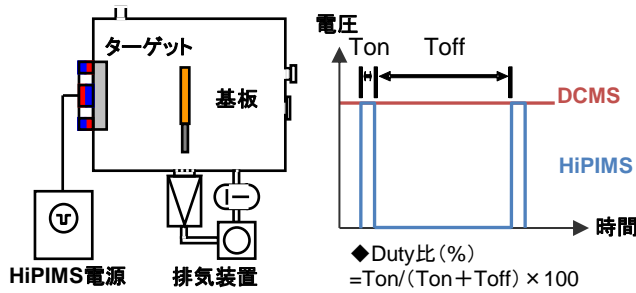 ターゲット
基板
HiPIMS電源
排気装置
電圧
Ton
Toff
DCMS
HiPIMS
時間
◆Duty比(%)
=Ton/(Ton+Toff)×100